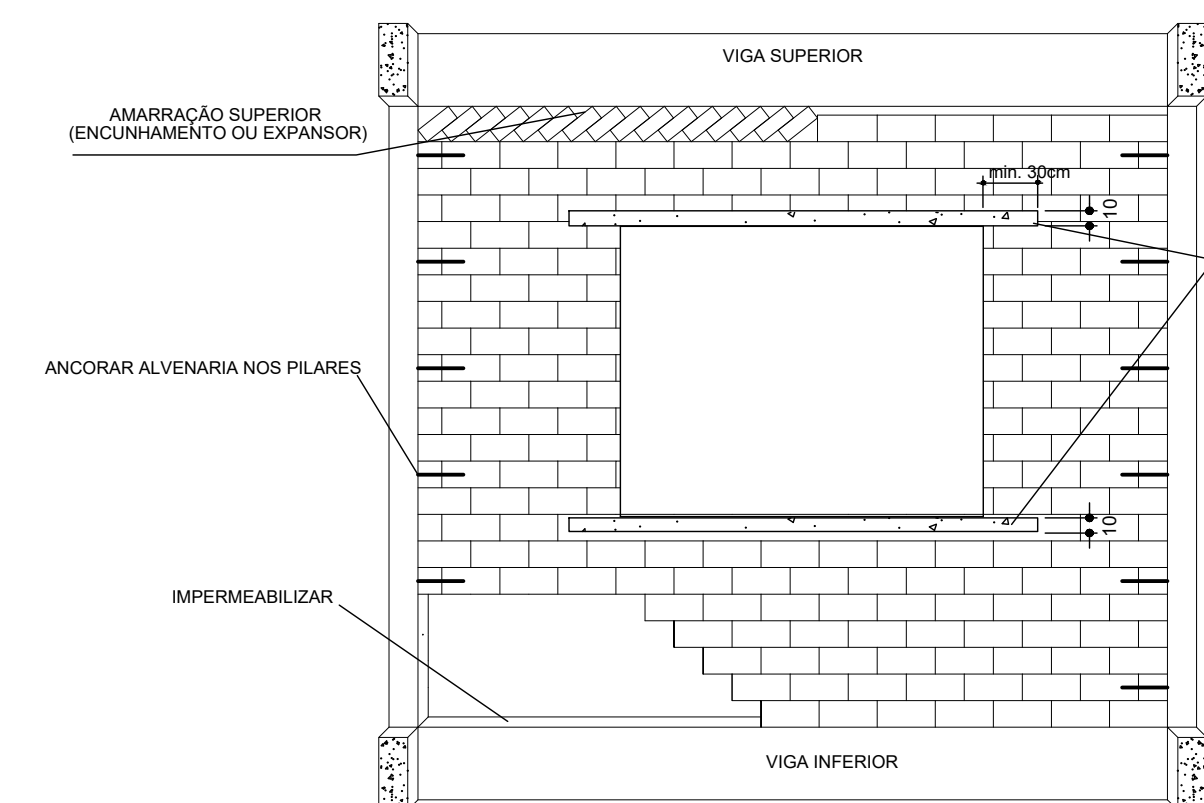 VIGA SUPERIOR
AMARRAÇÃO SUPERIOR
(ENCUNHAMENTO OU EXPANSOR)
min. 30cm
10
ANCORAR ALVENARIA NOS PILARES
10
IMPERMEABILIZAR
VIGA INFERIOR